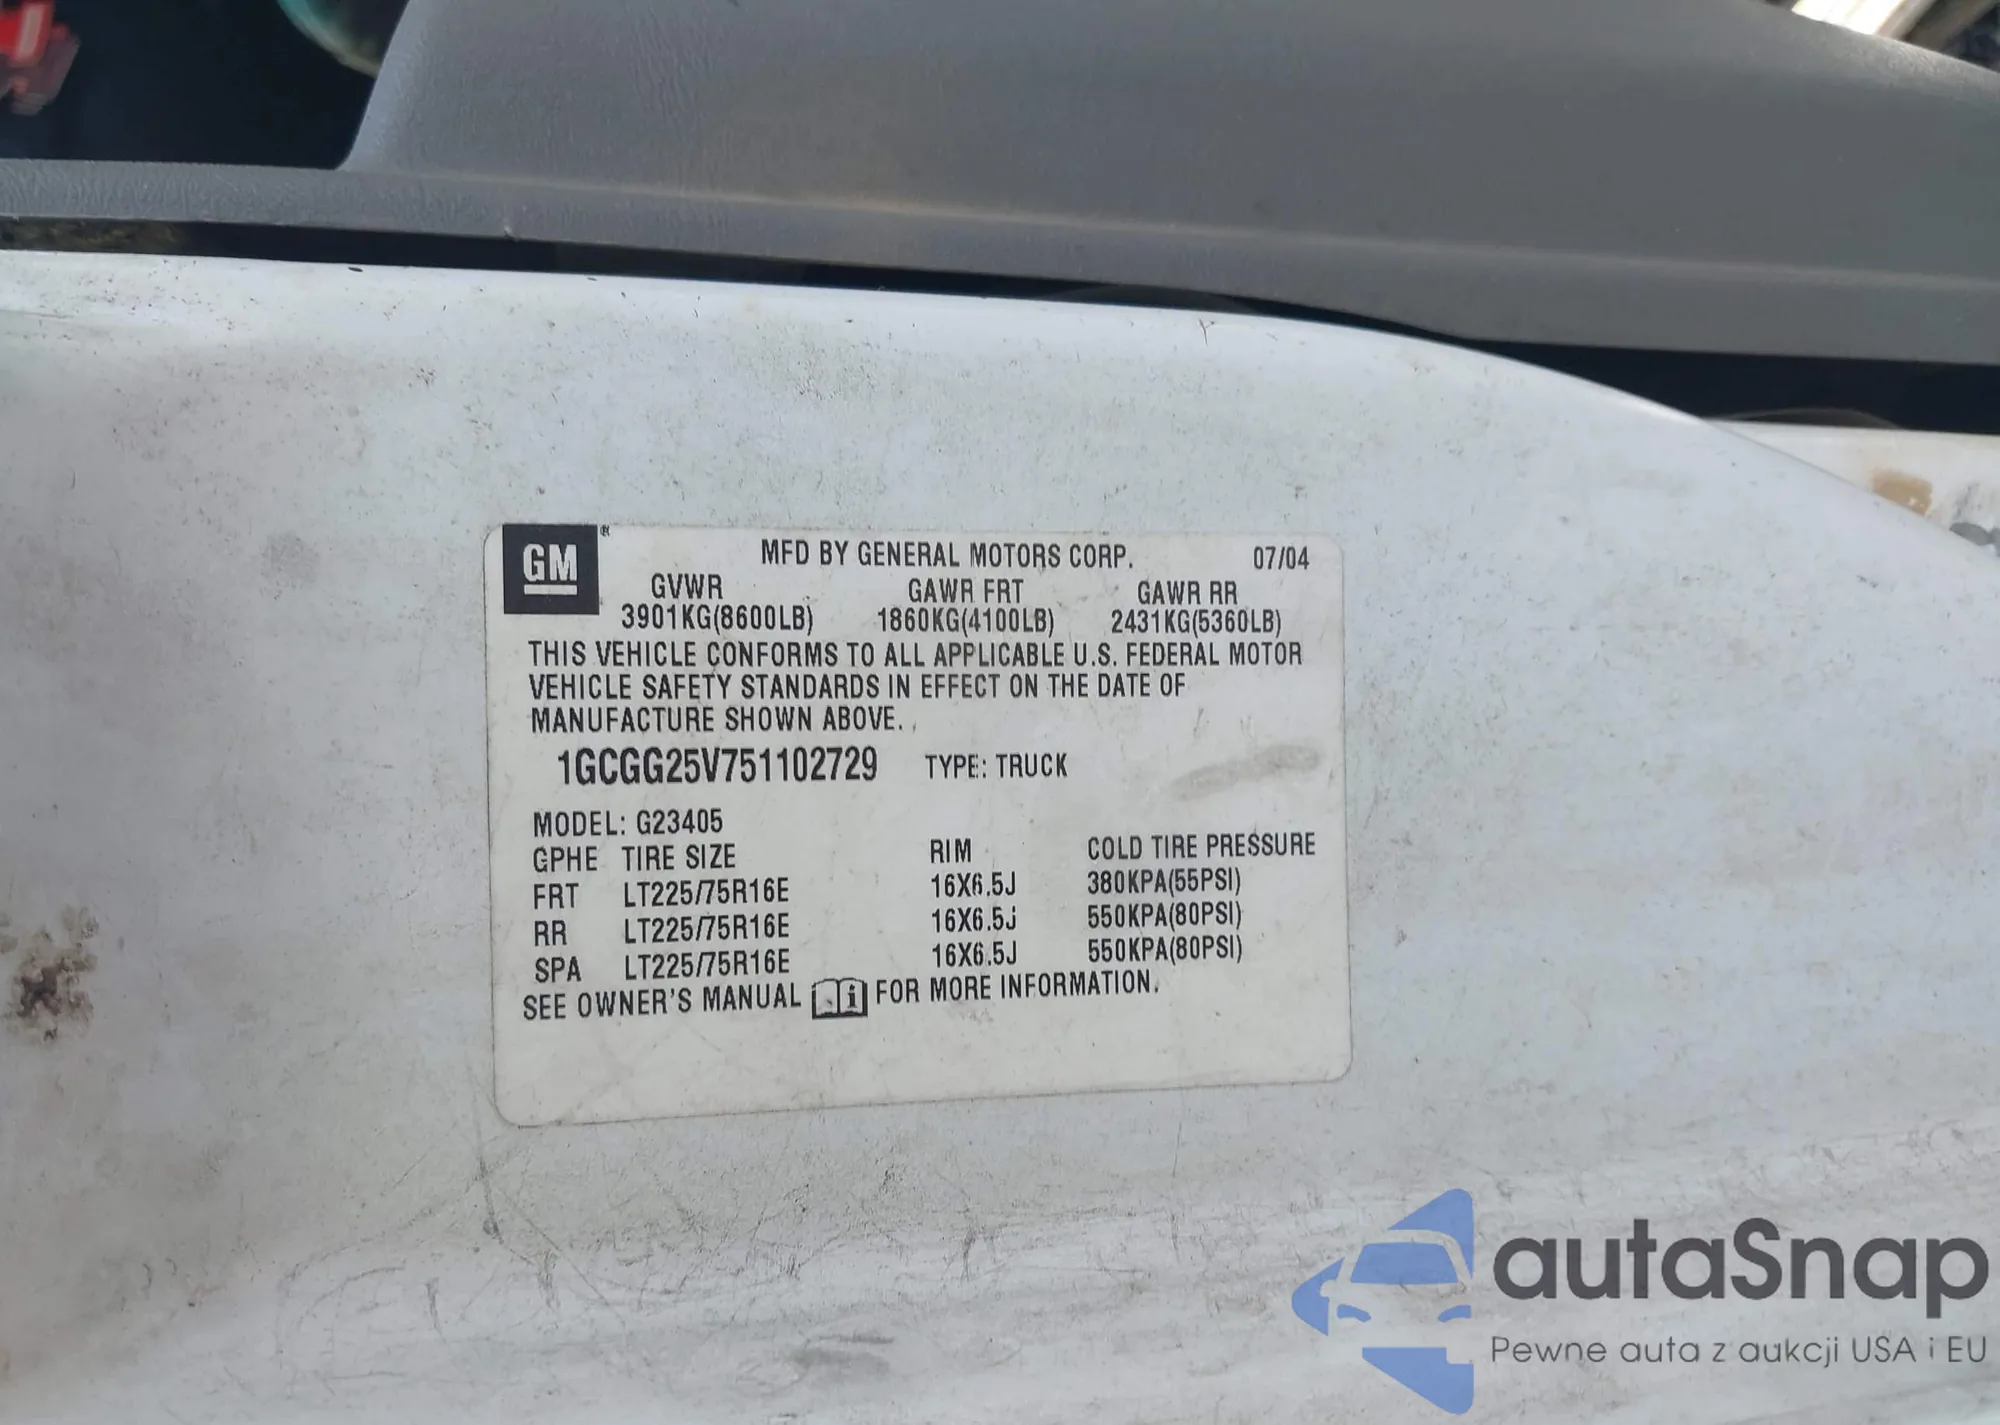 GM®
MFD BY GENERAL MOTORS CORP. 07/04
GVWR GAWR FRT GAWR RR
3901KG(8600LB) 1860KG(4100LB) 2431KG(5360LB)
THIS VEHICLE CONFORMS TO ALL APPLICABLE U.S. FEDERAL MOTOR
VEHICLE SAFETY STANDARDS IN EFFECT ON THE DATE OF
MANUFACTURE SHOWN ABOVE.
1GCGG25V751102729 TYPE: TRUCK
MODEL: G23405
GPHE TIRE SIZE RIM COLD TIRE PRESSURE
FRT LT225/75R16E 16X6.5J 380KPA(55PSI)
RR LT225/75R16E 16X6.5J 550KPA(80PSI)
SPA LT225/75R16E 16X6.5J 550KPA(80PSI)
SEE OWNER'S MANUAL i FOR MORE INFORMATION.
autaSnap
Pewne auta z aukcji USA i EU